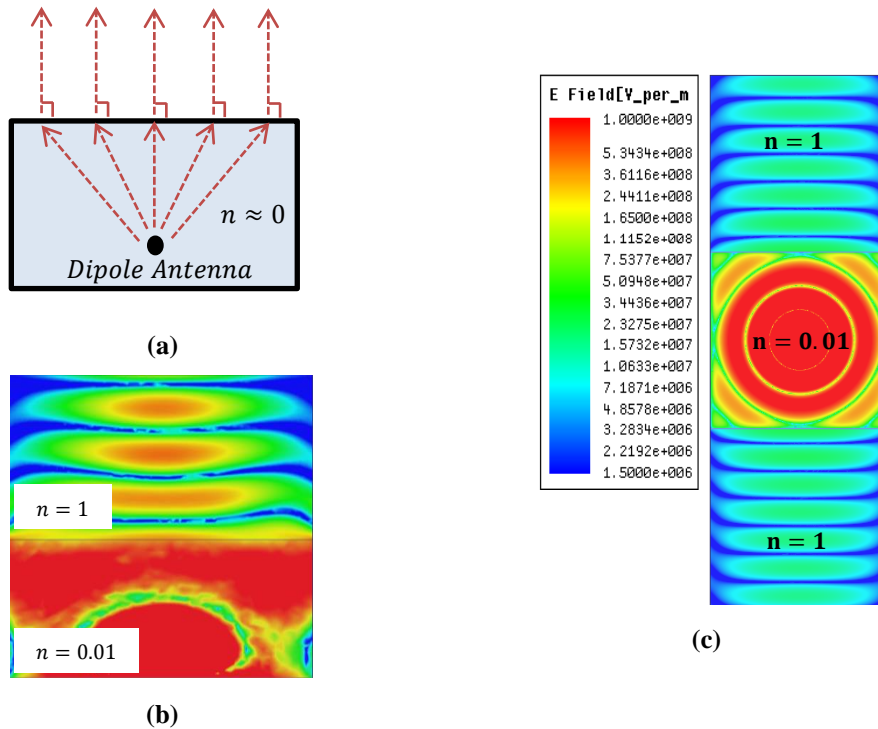 n ≈ 0
Dipole Antenna
(a)
n = 1
n = 0.01
(b)
E Field[V_per_m
1.0000e+009
5.3434e+008
3.6116e+008
2.4411e+008
1.6500e+008
1.1152e+008
7.5377e+007
5.0948e+007
3.4436e+007
2.3275e+007
1.5732e+007
1.0633e+007
7.1871e+006
4.8578e+006
3.2834e+006
2.2192e+006
1.5000e+006
n = 1
n = 0.01
n = 1
(c)